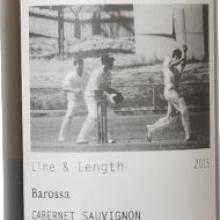 Line & Length 2015
Barossa
CABERNET SAUVIGNON